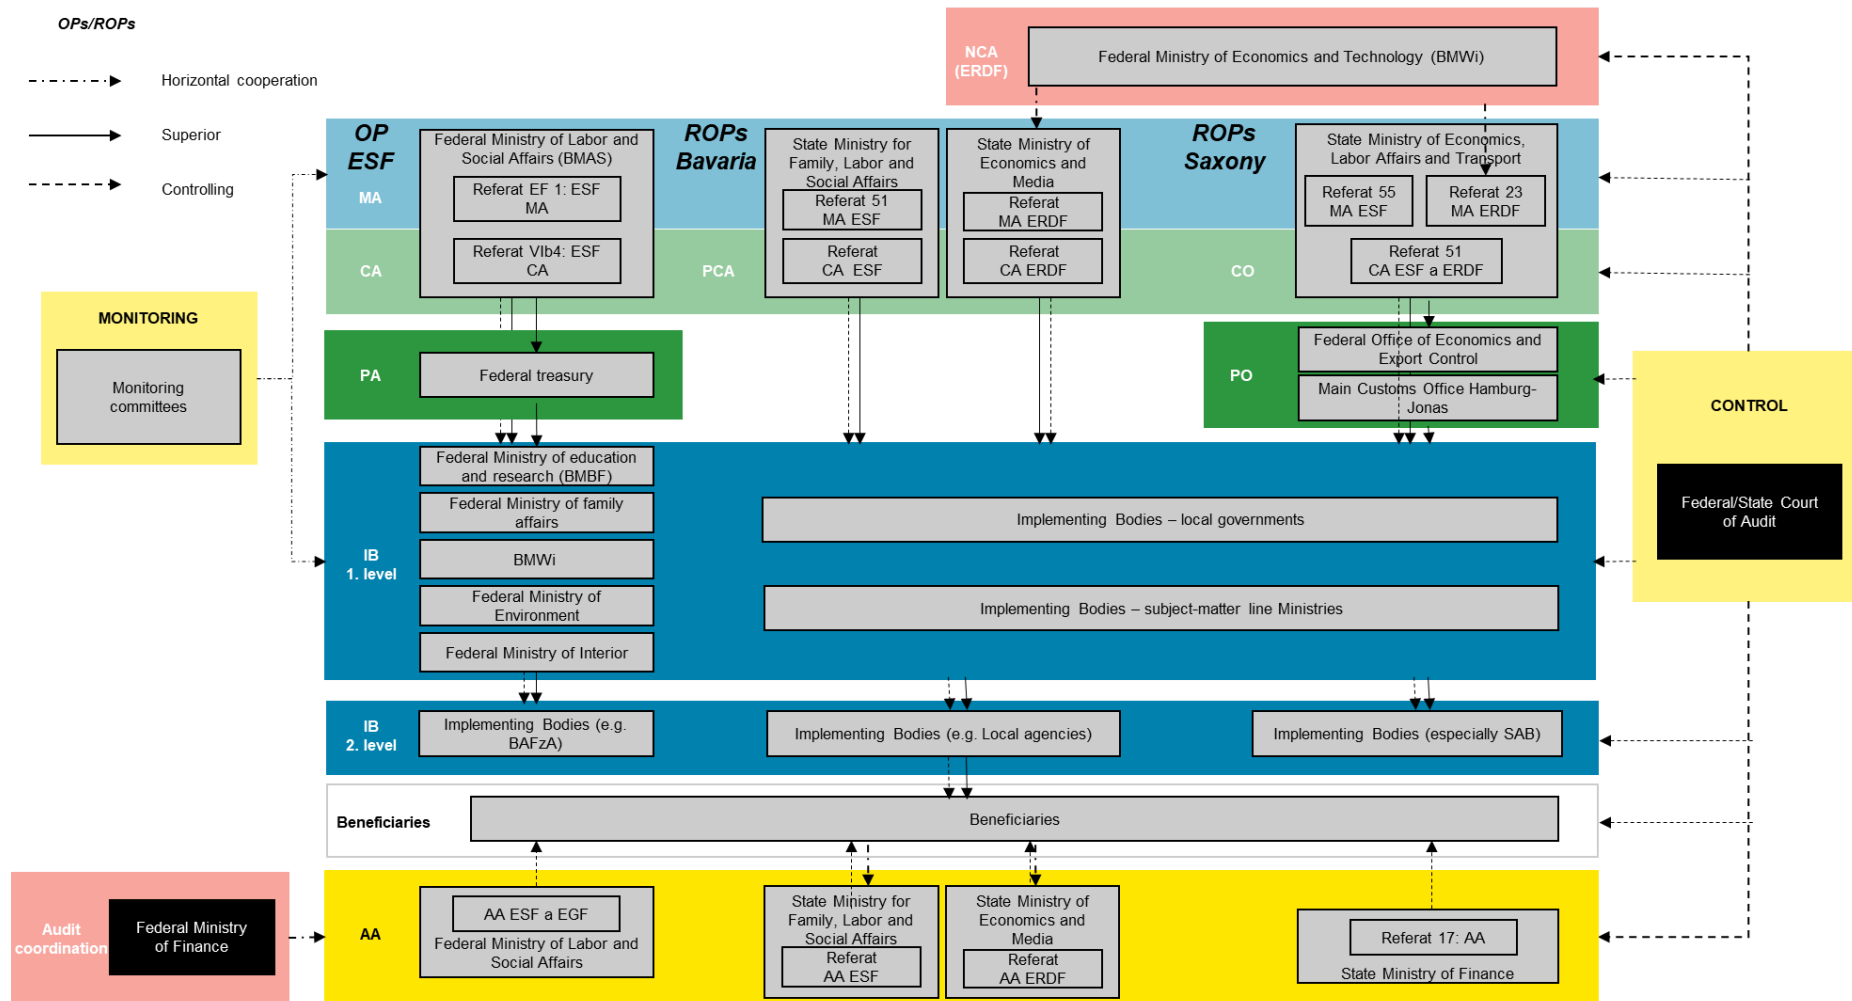 OPs/ROPs
Horizontal cooperation
Superior
Controlling
NCA
(ERDF)
Federal Ministry of Economics and Technology (BMWi)
OP
ESF
MA
Federal Ministry of Labor and
Social Affairs (BMAS)
Referat EF 1: ESF
MA
Referat VIb4: ESF
CA
CA
ROPs
Bavaria
PCA
State Ministry for
Family, Labor and
Social Affairs
Referat 51
MA ESF
Referat
CA ESF
State Ministry of
Economics and
Media
Referat
MA ERDF
Referat
CA ERDF
ROPs
Saxony
CO
State Ministry of Economics,
Labor Affairs and Transport
Referat 55
MA ESF
Referat 23
MA ERDF
Referat 51
CA ESF a ERDF
MONITORING
Monitoring
committees
PA
Federal treasury
PO
Federal Office of Economics and
Export Control
Main Customs Office Hamburg-
Jonas
CONTROL
Federal/State Court
of Audit
IB
1. level
Federal Ministry of education
and research (BMBF)
Federal Ministry of family
affairs
BMWi
Federal Ministry of
Environment
Federal Ministry of Interior
Implementing Bodies – local governments
Implementing Bodies – subject-matter line Ministries
IB
2. level
Implementing Bodies (e.g.
BAFzA)
Implementing Bodies (e.g. Local agencies)
Implementing Bodies (especially SAB)
Beneficiaries
Beneficiaries
Audit
coordination
Federal Ministry
of Finance
AA
AA ESF a EGF
Federal Ministry of Labor and
Social Affairs
State Ministry for
Family, Labor and
Social Affairs
Referat
AA ESF
State Ministry of
Economics and
Media
Referat
AA ERDF
Referat 17: AA
State Ministry of Finance